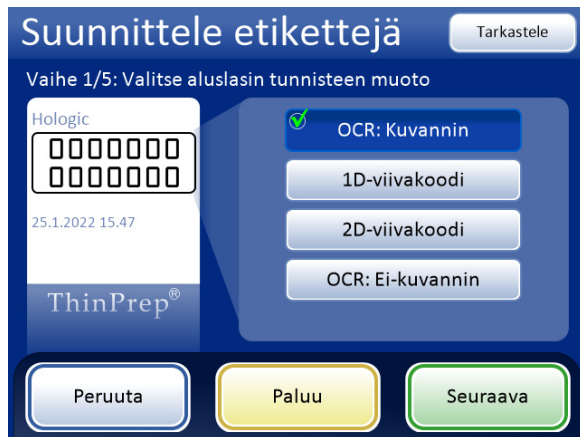 Suunnittele etikettejä
Tarkastele
Vaihe 1/5: Valitse aluslasin tunnisteen muoto
Hologic
0000000
0000000
25.1.2022 15.47
ThinPrep®
OCR: Kuvannin
1D-viivakoodi
2D-viivakoodi
OCR: Ei-kuvannin
Peruuta
Paluu
Seuraava